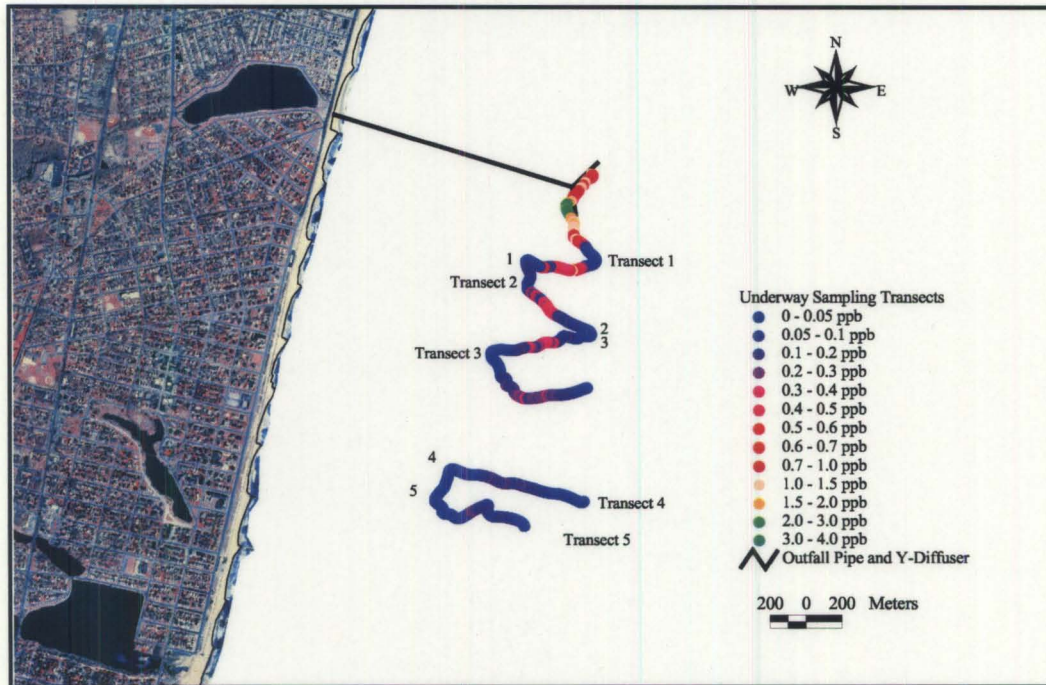 N
W E
S
1 Transect 1
Transect 2
2
3
Transect 3
4
5
Transect 4
Transect 5
Underway Sampling Transects
0 - 0.05 ppb
0.05 - 0.1 ppb
0.1 - 0.2 ppb
0.2 - 0.3 ppb
0.3 - 0.4 ppb
0.4 - 0.5 ppb
0.5 - 0.6 ppb
0.6 - 0.7 ppb
0.7 - 1.0 ppb
1.0 - 1.5 ppb
1.5 - 2.0 ppb
2.0 - 3.0 ppb
3.0 - 4.0 ppb
Outfall Pipe and Y-Diffuser
200 0 200 Meters